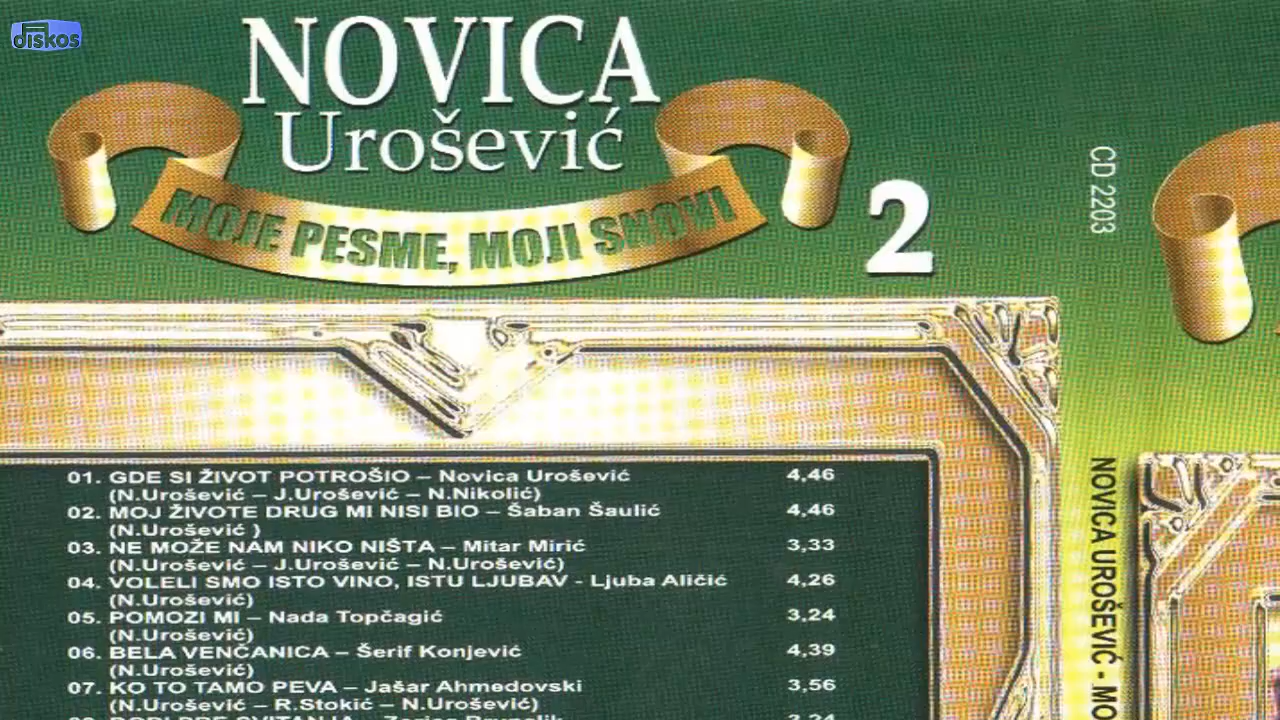 diskos
NOVICA
Urošević
MOJE PESME, MOJI SNOVI
2
CD 2203
01. GDE SI ŽIVOT POTROŠIO – Novica Urošević 4,46
(N.Urošević – J.Urošević – N.Nikolić)
02. MOJ ŽIVOTE DRUG MI NISI BIO – Šaban Šaulić 4,46
(N.Urošević )
03. NE MOŽE NAM NIKO NIŠTA – Mitar Mirić 3,33
(N.Urošević – J.Urošević – N.Urošević)
04. VOLELI SMO ISTO VINO, ISTU LJUBAV - Ljuba Aličić 4,26
(N.Urošević)
05. POMOZI MI – Nada Topčagić 3,24
(N.Urošević)
06. BELA VENČANICA – Šerif Konjević 4,39
(N.Urošević)
07. KO TO TAMO PEVA – Jašar Ahmedovski 3,56
(N.Urošević – R.Stokić – N.Urošević)
NOVICA UROŠEVIĆ - MO